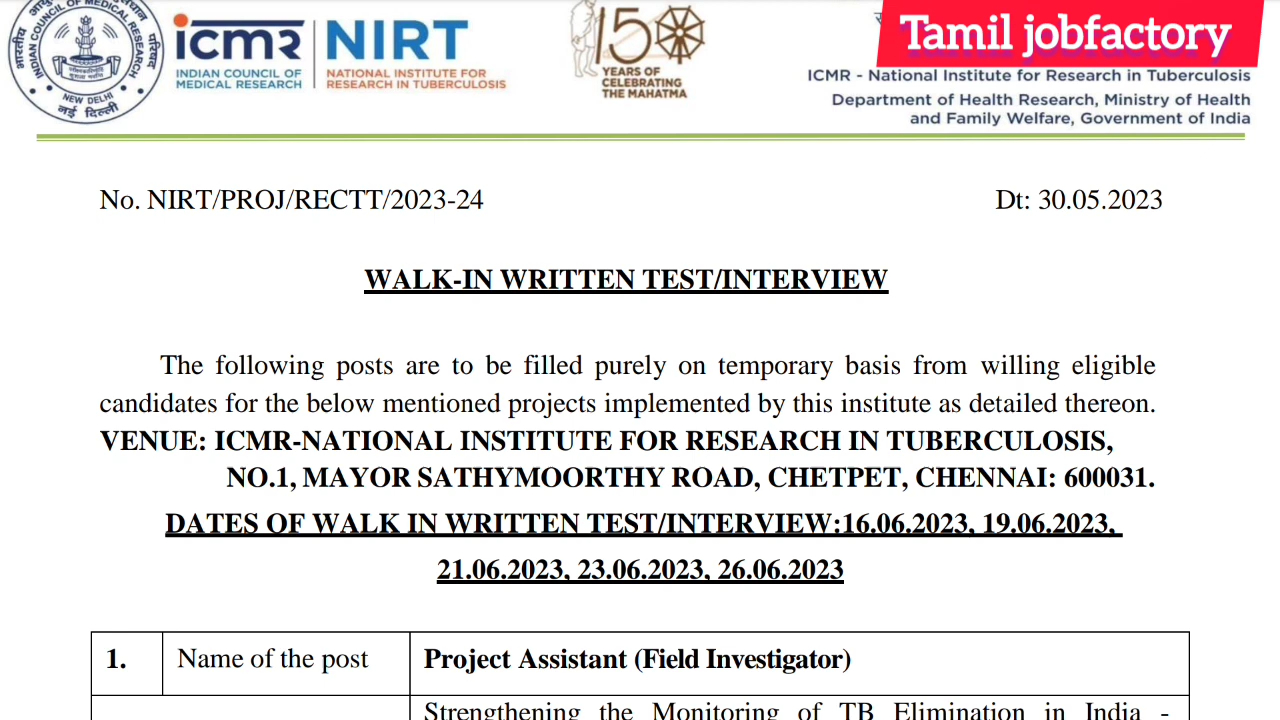 INDIAN COUNCIL OF MEDICAL RESEARCH
NEW DELHI
नई दिल्ली
icmr
INDIAN COUNCIL OF
MEDICAL RESEARCH
NIRT
NATIONAL INSTITUTE FOR
RESEARCH IN TUBERCULOSIS
150
YEARS OF
CELEBRATING
THE MAHATMA
Tamil jobfactory
ICMR - National Institute for Research in Tuberculosis
Department of Health Research, Ministry of Health
and Family Welfare, Government of India
No. NIRT/PROJ/RECTT/2023-24 Dt: 30.05.2023
WALK-IN WRITTEN TEST/INTERVIEW
The following posts are to be filled purely on temporary basis from willing eligible
candidates for the below mentioned projects implemented by this institute as detailed thereon.
VENUE: ICMR-NATIONAL INSTITUTE FOR RESEARCH IN TUBERCULOSIS,
NO.1, MAYOR SATHYMOORTHY ROAD, CHETPET, CHENNAI: 600031.
DATES OF WALK IN WRITTEN TEST/INTERVIEW:16.06.2023, 19.06.2023,
21.06.2023, 23.06.2023, 26.06.2023
1. Name of the post Project Assistant (Field Investigator)
Strengthening the Monitoring of TB Elimination in India -